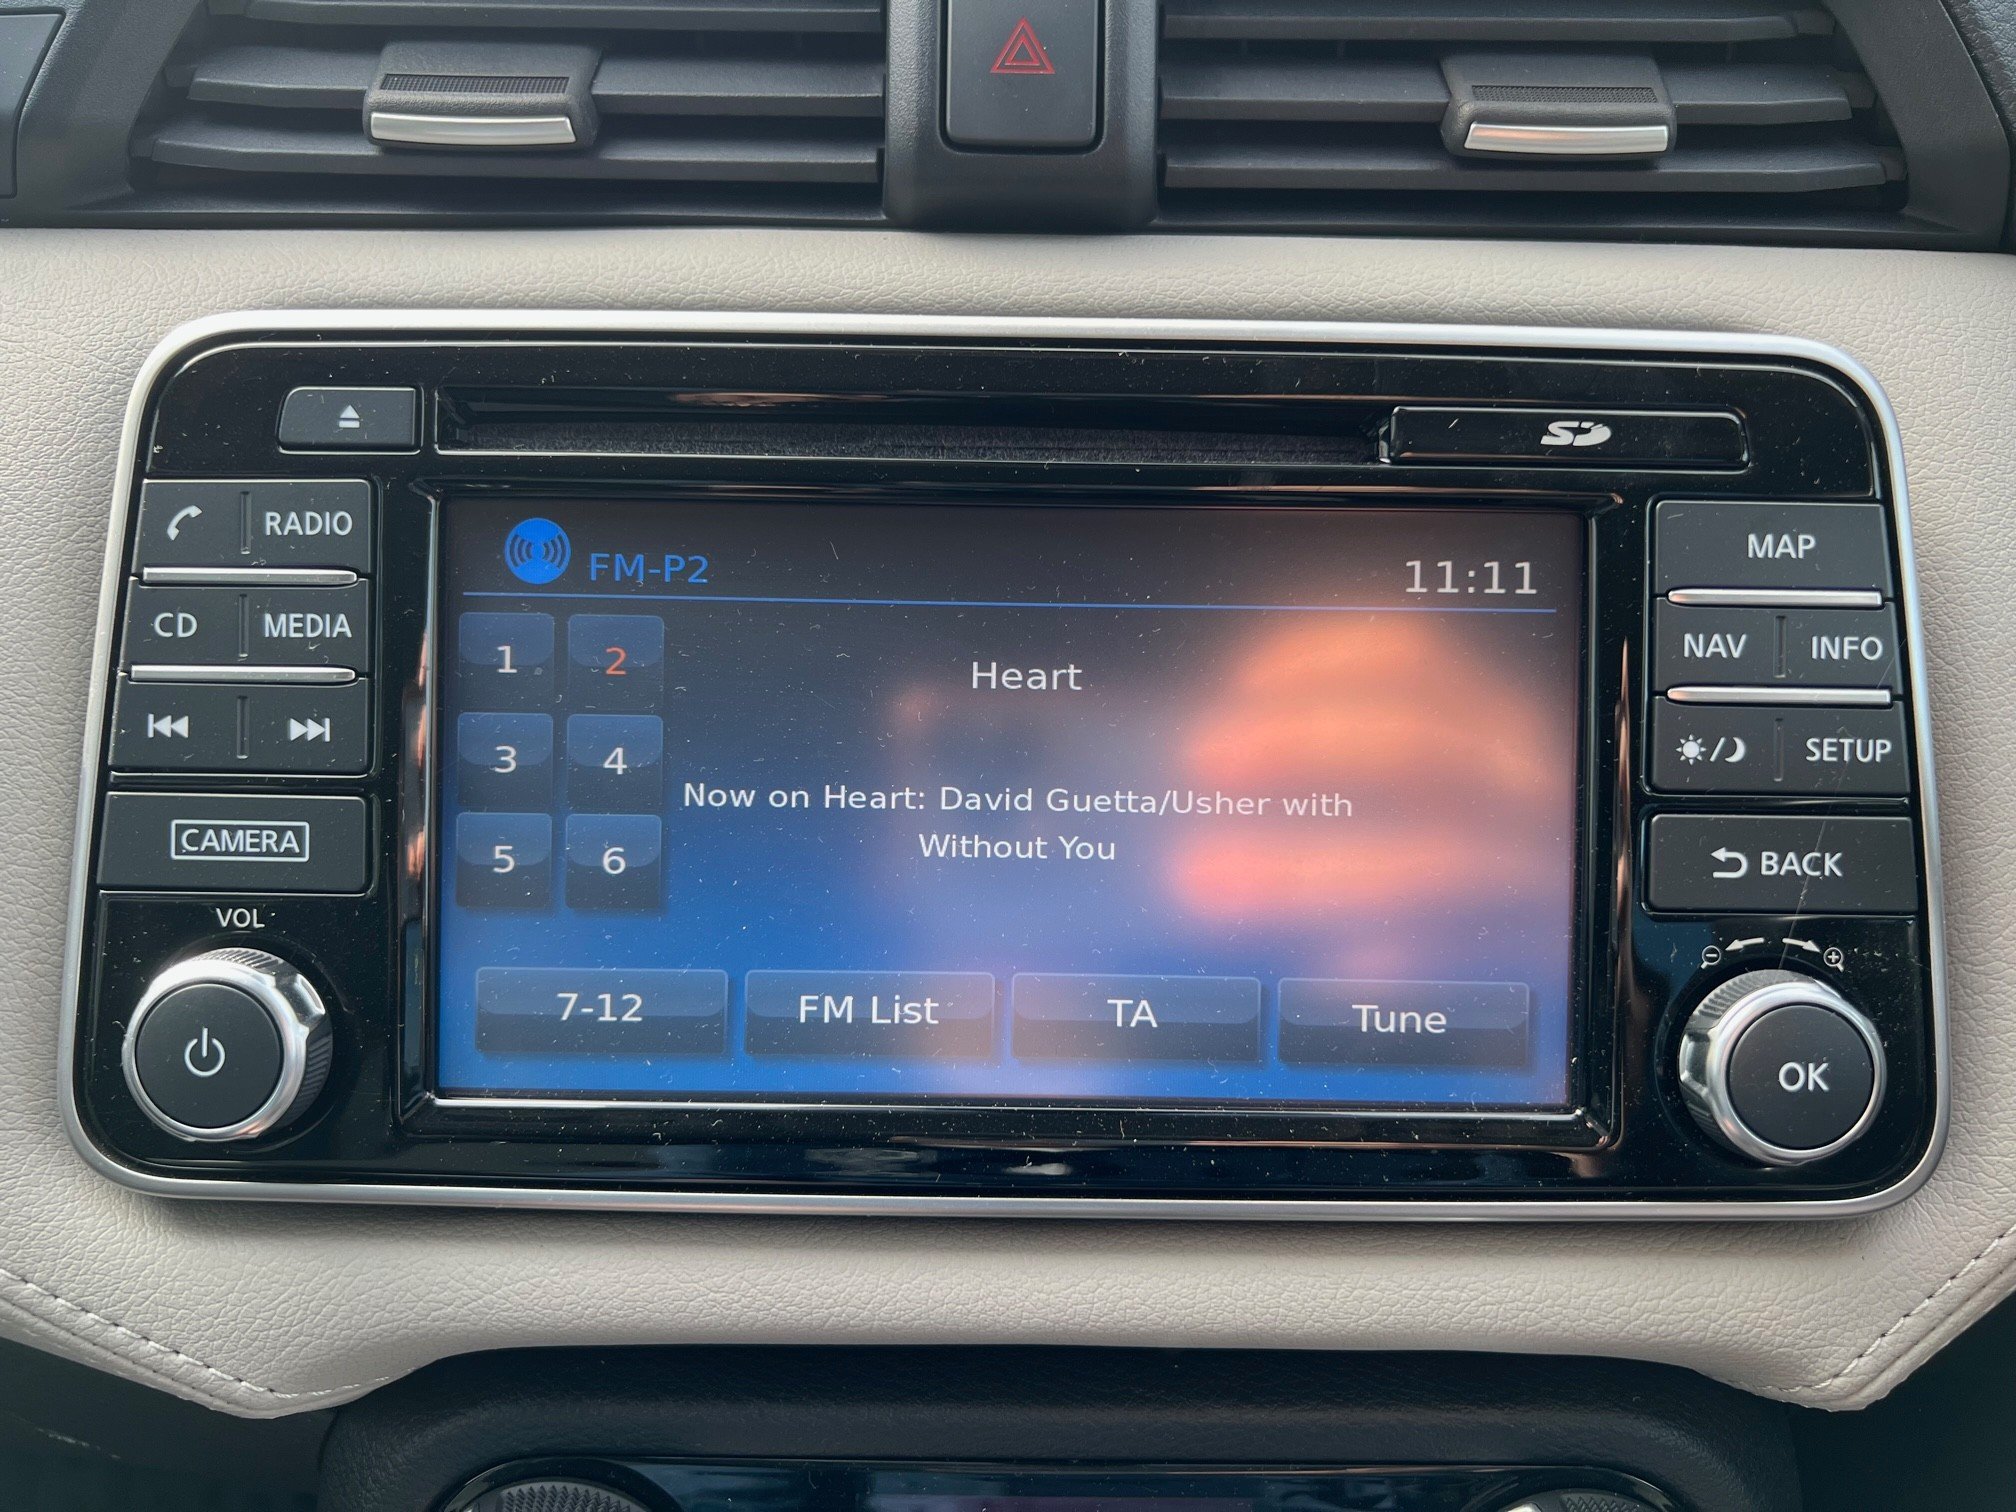 SD
RADIO
CD MEDIA
CAMERA
VOL
FM-P2 11:11
1 2
3 4
5 6
Heart
Now on Heart: David Guetta/Usher with
Without You
7-12 FM List TA Tune
MAP
NAV INFO
SETUP
BACK
OK